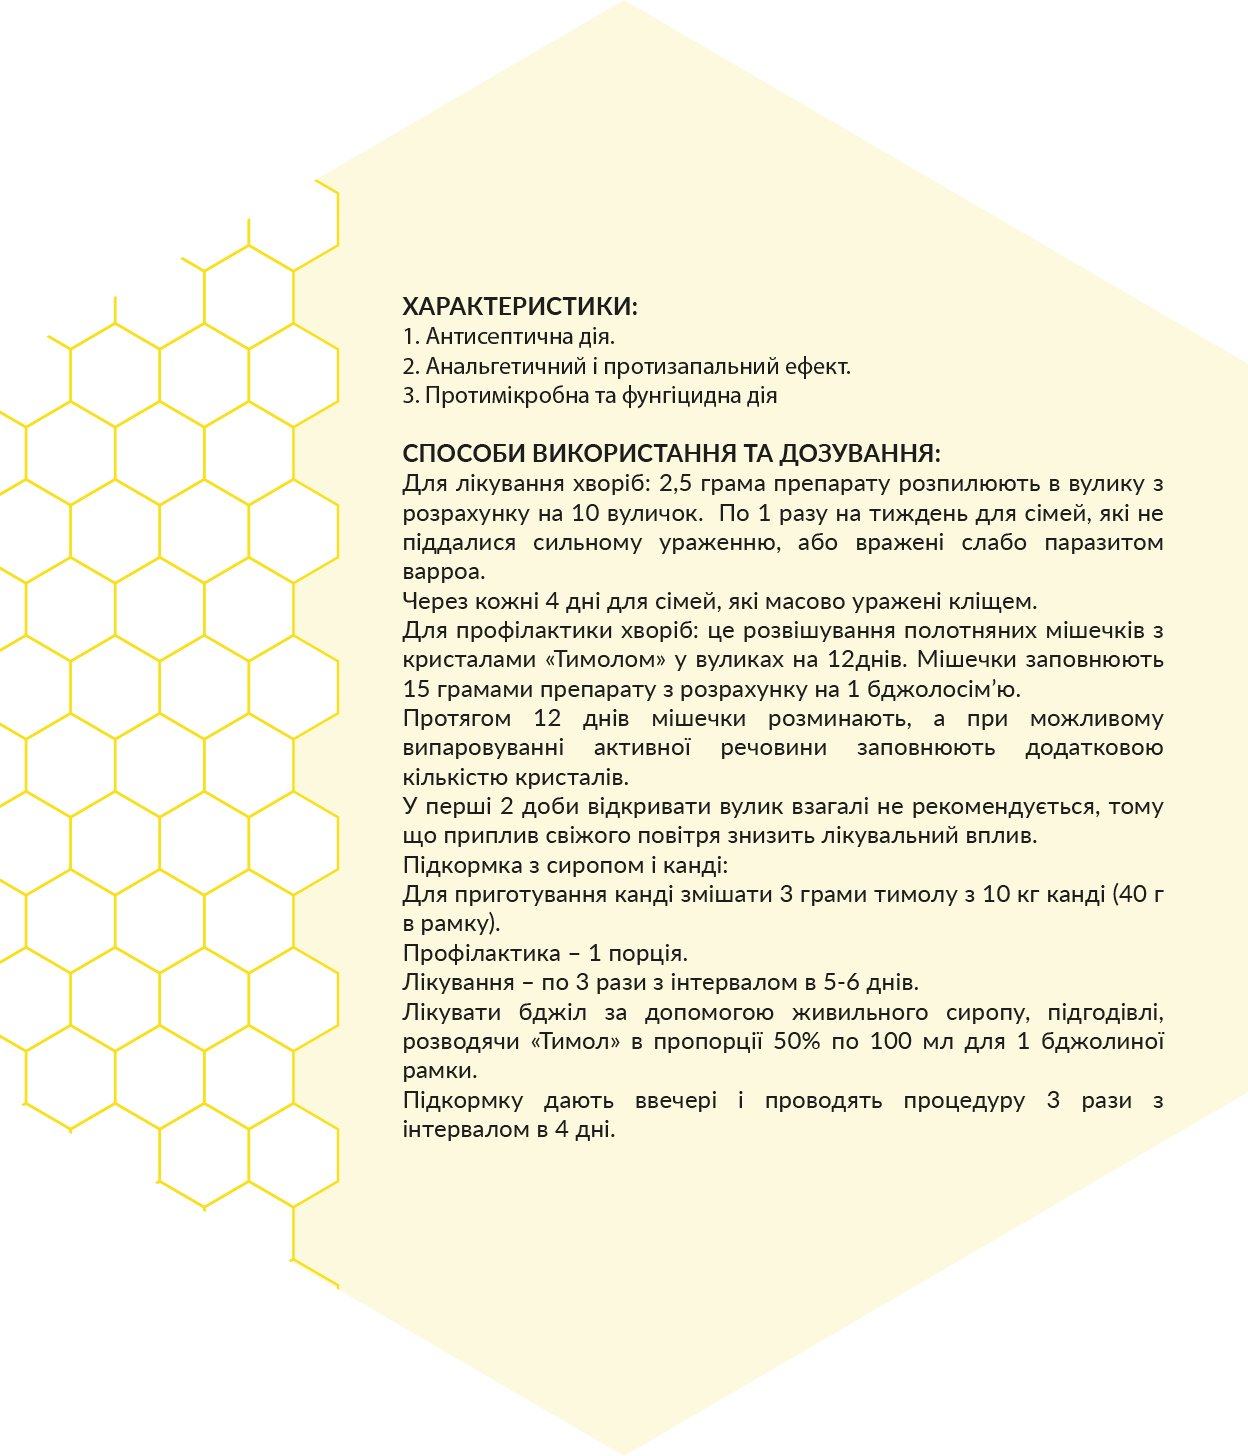 ХАРАКТЕРИСТИКИ:
1. Антисептична дія.
2. Анальгетичний і протизапальний ефект.
3. Протимікробна та фунгіцидна дія
СПОСОБИ ВИКОРИСТАННЯ ТА ДОЗУВАННЯ:
Для лікування хворіб: 2,5 грама препарату розпилюють в вулику з
розрахунку на 10 вуличок.  По 1 разу на тиждень для сімей, які не
піддалися сильному ураженню, або вражені слабо паразитом
варроа.
Через кожні 4 дні для сімей, які масово уражені кліщем.
Для профілактики хворіб: це розвішування полотняних мішечків з
кристалами «Тимолом» у вуликах на 12днів. Мішечки заповнюють
15 грамами препарату з розрахунку на 1 бджолосім’ю.
Протягом 12 днів мішечки розминають, а при можливому
випаровуванні активної речовини заповнюють додатковою
кількістю кристалів.
У перші 2 доби відкривати вулик взагалі не рекомендується, тому
що приплив свіжого повітря знизить лікувальний вплив.
Підкормка з сиропом і канді:
Для приготування канді змішати 3 грами тимолу з 10 кг канді (40 г
в рамку).
Профілактика – 1 порція.
Лікування – по 3 рази з інтервалом в 5-6 днів.
Лікувати бджіл за допомогою живильного сиропу, підгодівлі,
розводячи «Тимол» в пропорції 50% по 100 мл для 1 бджолиної
рамки.
Підкормку дають ввечері і проводять процедуру 3 рази з
інтервалом в 4 дні.